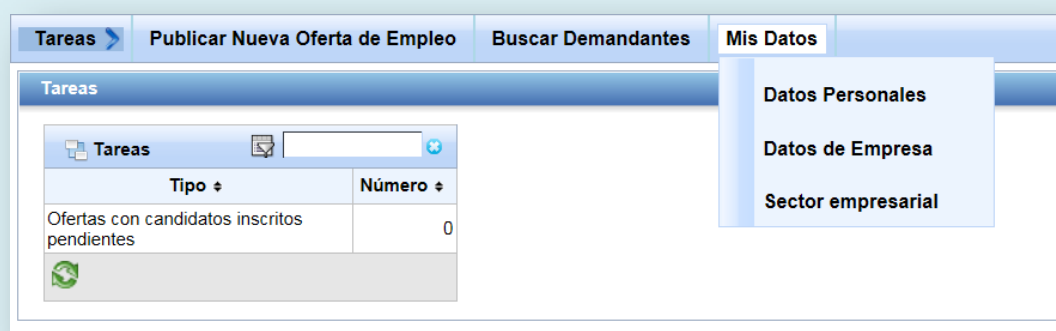 Tareas
Publicar Nueva Oferta de Empleo
Buscar Demandantes
Mis Datos
Datos Personales
Datos de Empresa
Sector empresarial
Tareas
Tareas
Tipo
Número
Ofertas con candidatos inscritos
pendientes
0